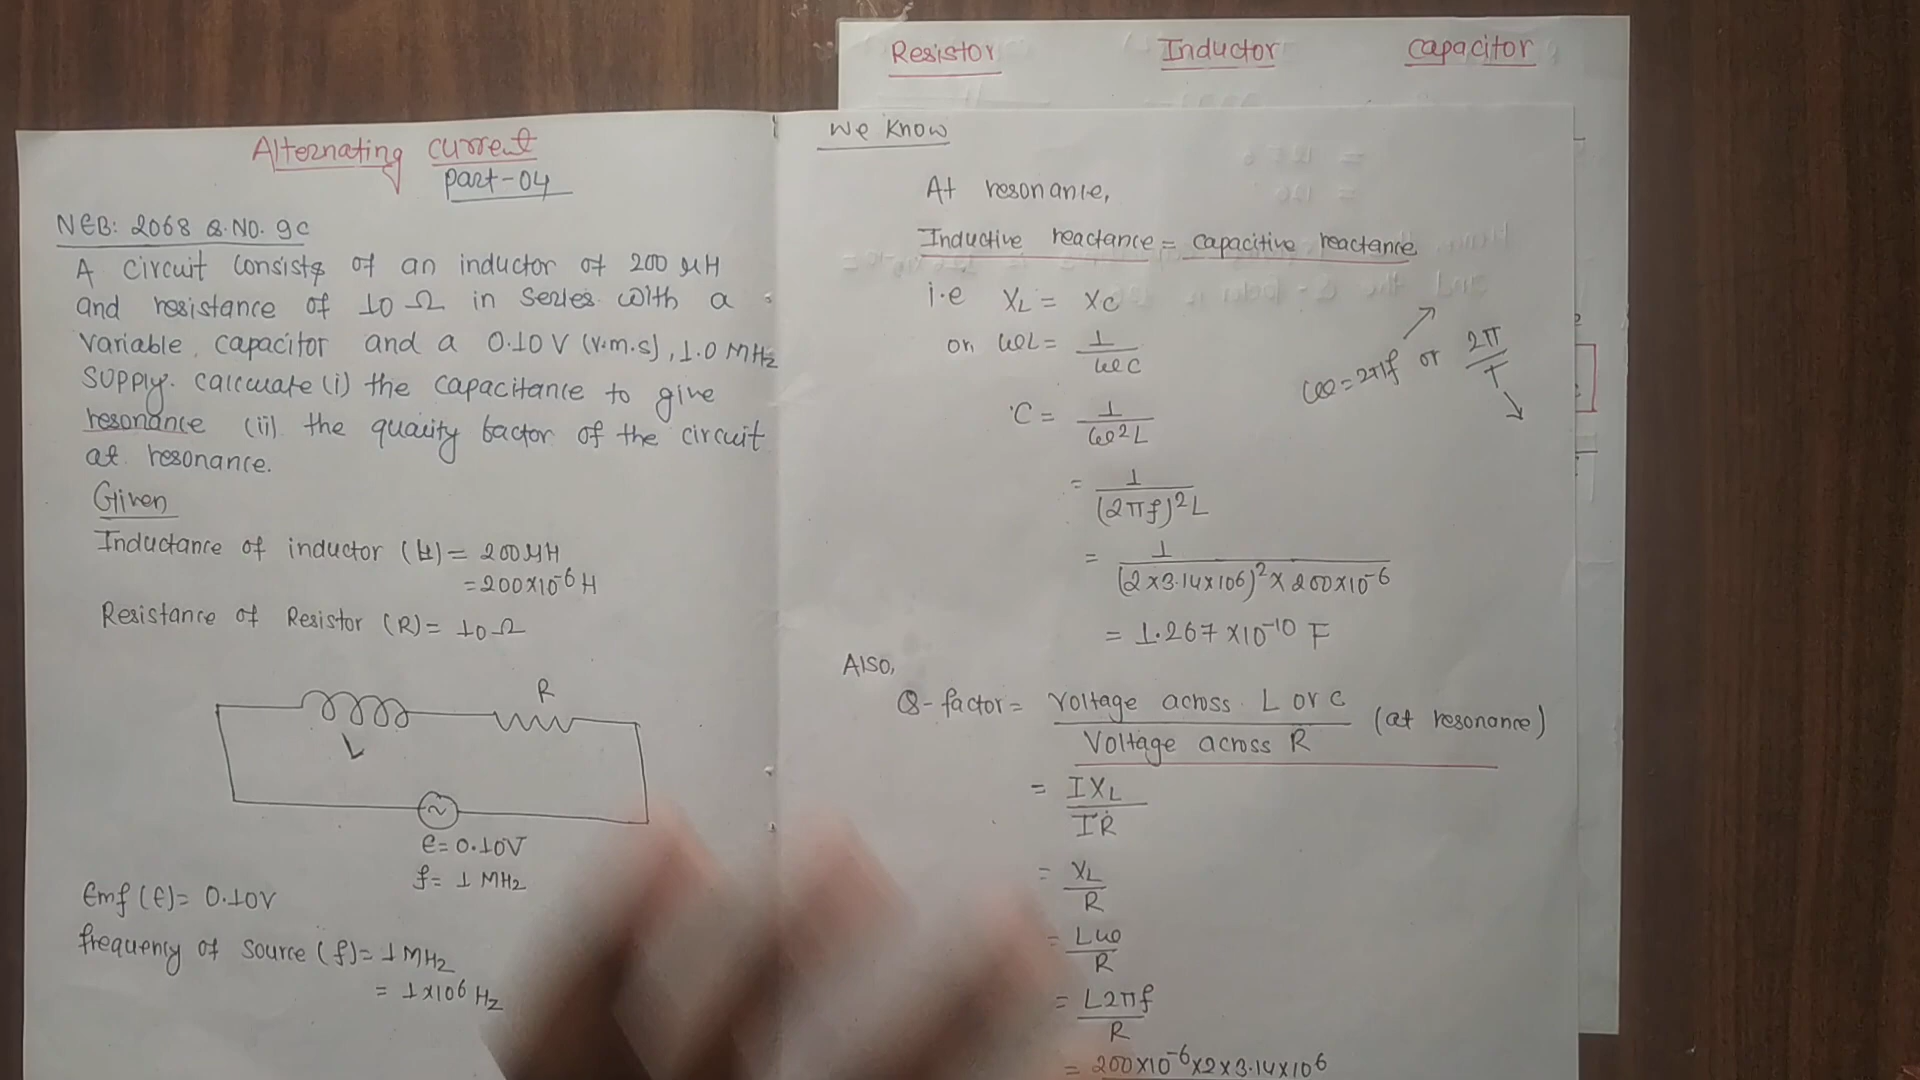 Resistor Inductor Capacitor
Alternating current
part-04
NEB: 2068 Q.NO. 9c
A circuit consists of an inductor of 200 μH
and resistance of 10 Ω in series with a
variable capacitor and a 0.10 V (r.m.s), 1.0 MHz
supply. calculate (i) the capacitance to give
resonance (ii) the quality factor of the circuit
at resonance.
Given
Inductance of inductor (L) = 200 μH
= 200×10⁻⁶ H
Resistance of Resistor (R) = 10 Ω
R
L
e = 0.10V
f = 1 MHz
Emf (E) = 0.10V
frequency of source (f) = 1 MHz
= 1×10⁶ Hz
We know
At resonance,
Inductive reactance = capacitive reactance
i.e XL = Xc
or, ωL = 1/ωC
ω = 2πf or 2π/T
C = 1/ω²L
= 1/(2πf)²L
= 1/(2×3.14×10⁶)²×200×10⁻⁶
= 1.267 ×10⁻¹⁰ F
Also,
Q-factor = Voltage across L or C / Voltage across R (at resonance)
= IXL/IR
= XL/R
= Lω/R
= L2πf/R
= 200×10⁻⁶×2×3.14×10⁶